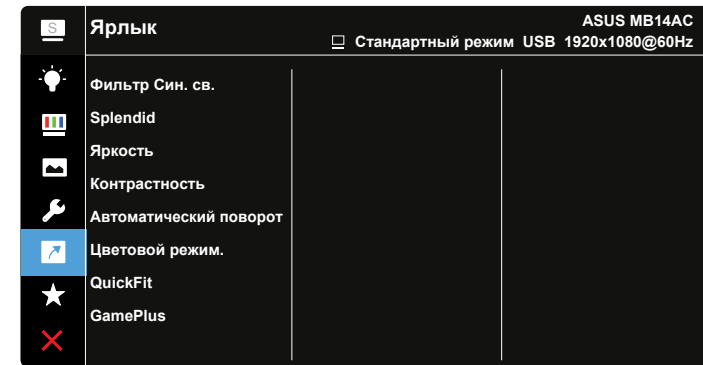 S
Ярлык
ASUS MB14AC
Стандартный режим USB 1920x1080@60Hz
Фильтр Син. св.
Splendid
Яркость
Контрастность
Автоматический поворот
Цветовой режим.
QuickFit
GamePlus